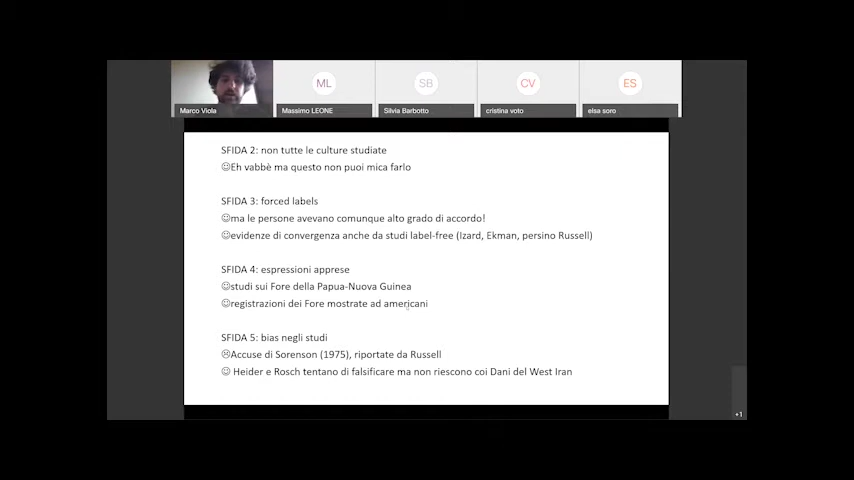 ML
SB
CV
ES
Marco Viola
Massimo LEONE
Silvia Barbotto
cristina voto
elsa soro
SFIDA 2: non tutte le culture studiate
☺Eh vabbè ma questo non puoi mica farlo
SFIDA 3: forced labels
☺ma le persone avevano comunque alto grado di accordo!
☺evidenze di convergenza anche da studi label-free (Izard, Ekman, persino Russell)
SFIDA 4: espressioni apprese
☺studi sui Fore della Papua-Nuova Guinea
☺registrazioni dei Fore mostrate ad americani
SFIDA 5: bias negli studi
☹Accuse di Sorenson (1975), riportate da Russell
☺ Heider e Rosch tentano di falsificare ma non riescono coi Dani del West Iran
+1